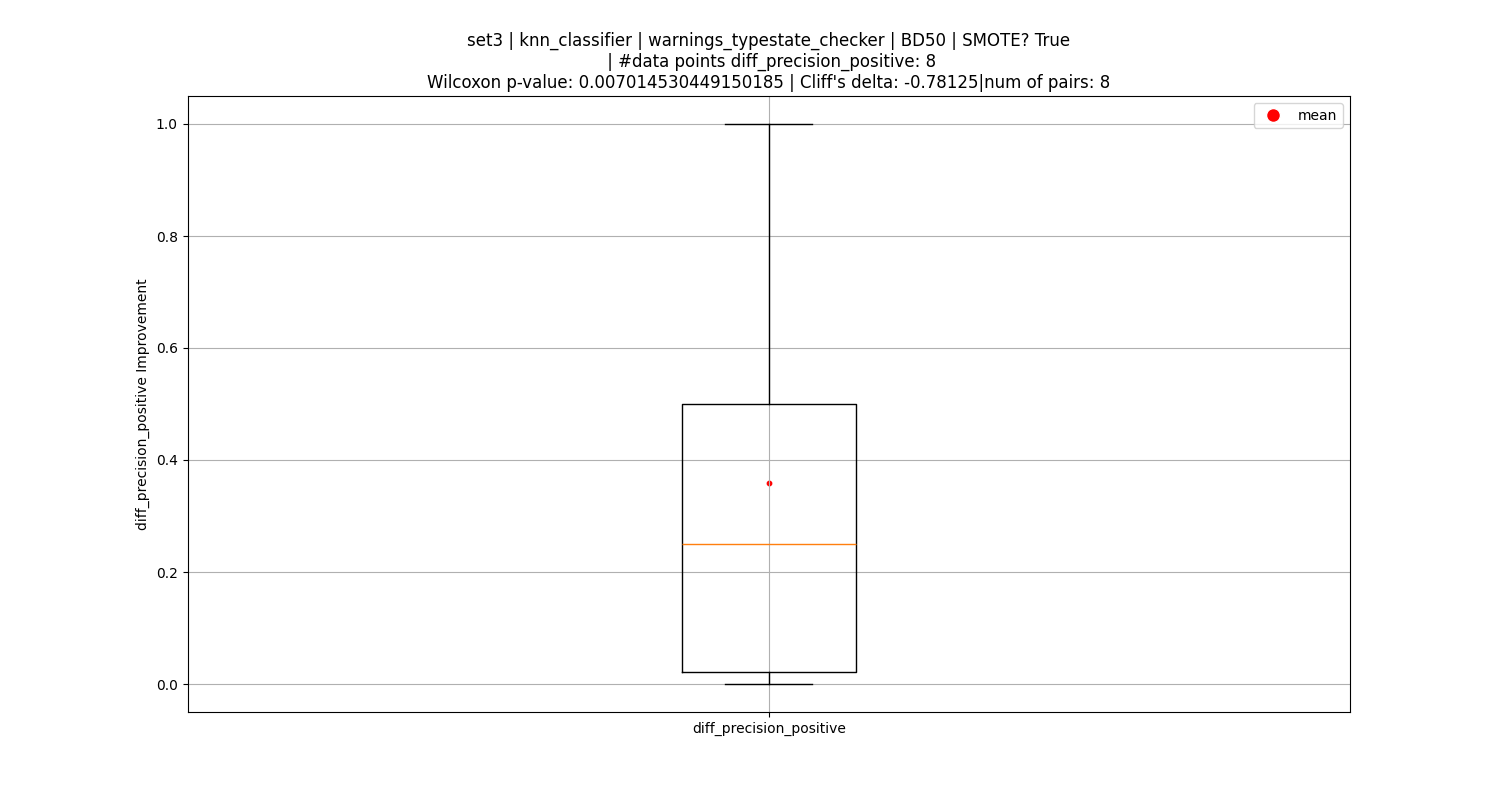 set3 | knn_classifier | warnings_typestate_checker | BD50 | SMOTE? True
| #data points diff_precision_positive: 8
Wilcoxon p-value: 0.007014530449150185 | Cliff's delta: -0.78125|num of pairs: 8
mean
1.0
0.8
0.6
0.4
0.2
0.0
diff_precision_positive Improvement
diff_precision_positive